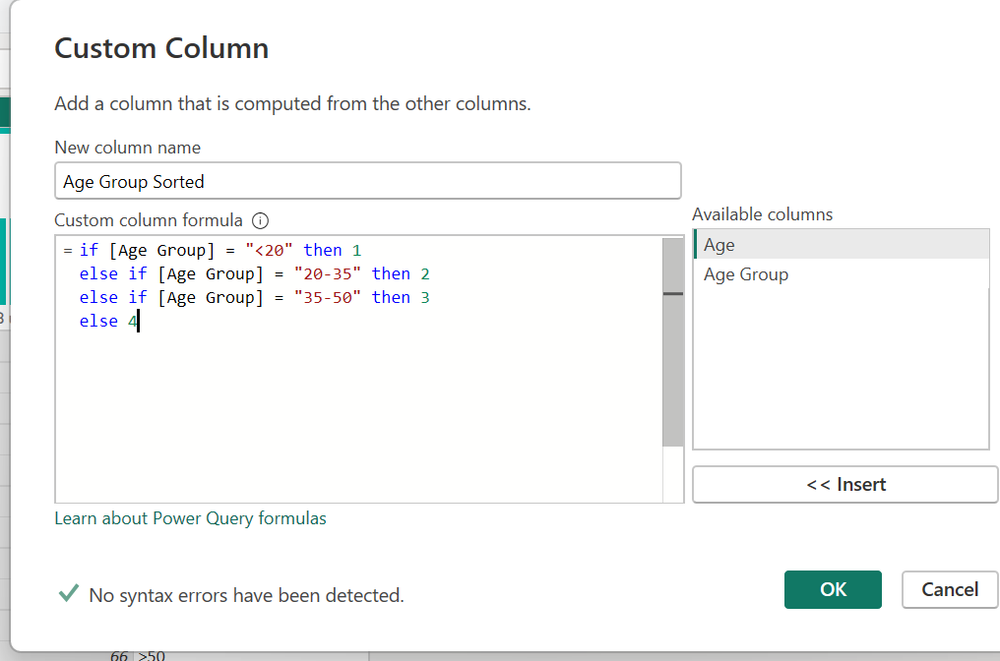 Custom Column
Add a column that is computed from the other columns.
New column name
Age Group Sorted
Custom column formula
= if [Age Group] = "<20" then 1
else if [Age Group] = "20-35" then 2
else if [Age Group] = "35-50" then 3
else 4
Available columns
Age
Age Group
<< Insert
Learn about Power Query formulas
No syntax errors have been detected.
OK
Cancel
66 >50